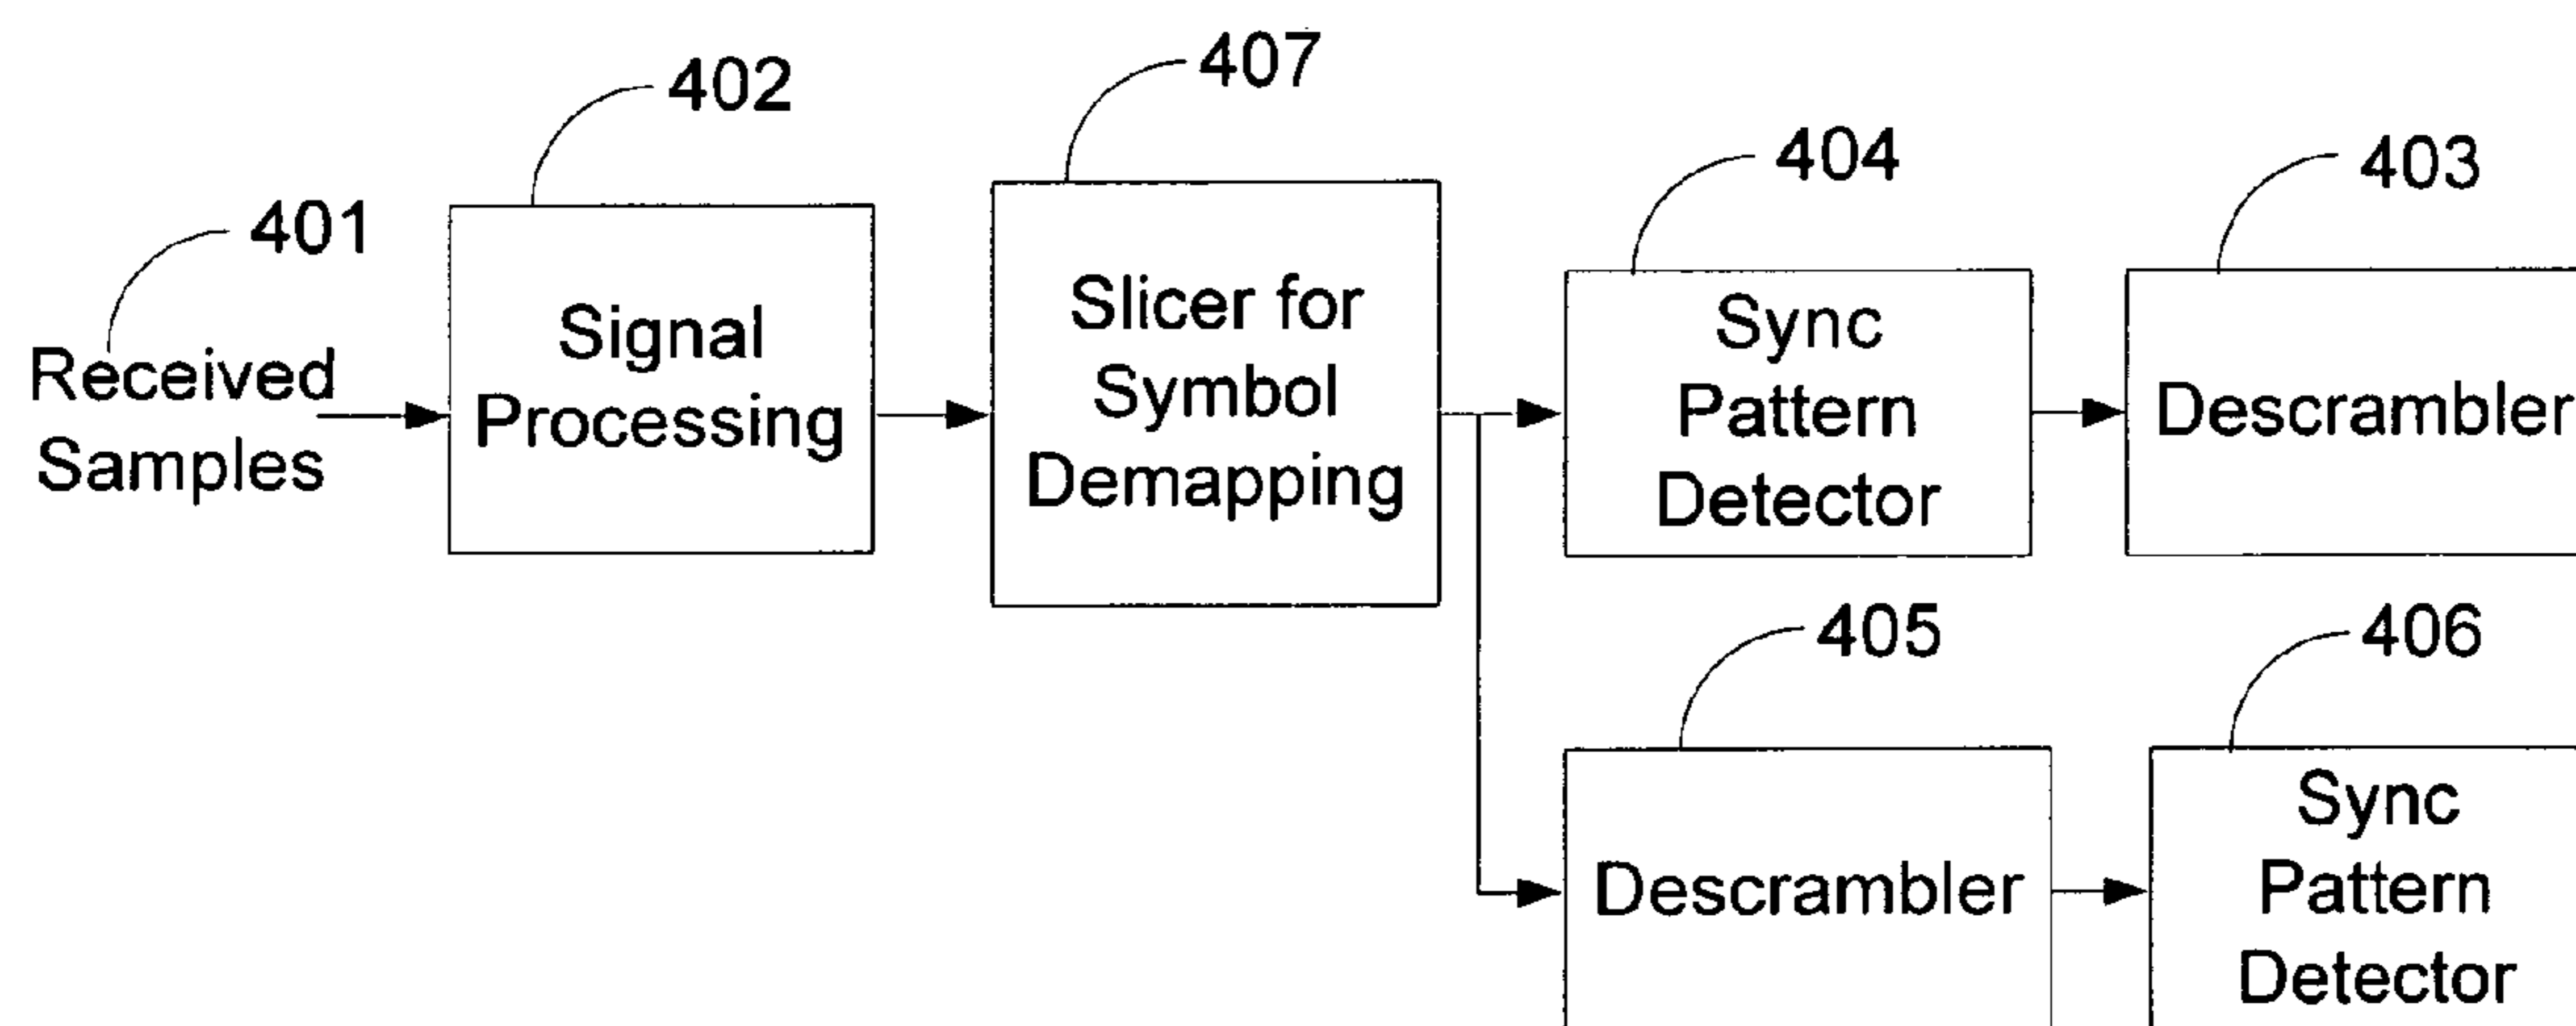 401
Received
Samples
402
Signal
Processing
407
Slicer for
Symbol
Demapping
404
Sync
Pattern
Detector
403
Descrambler
405
Descrambler
406
Sync
Pattern
Detector